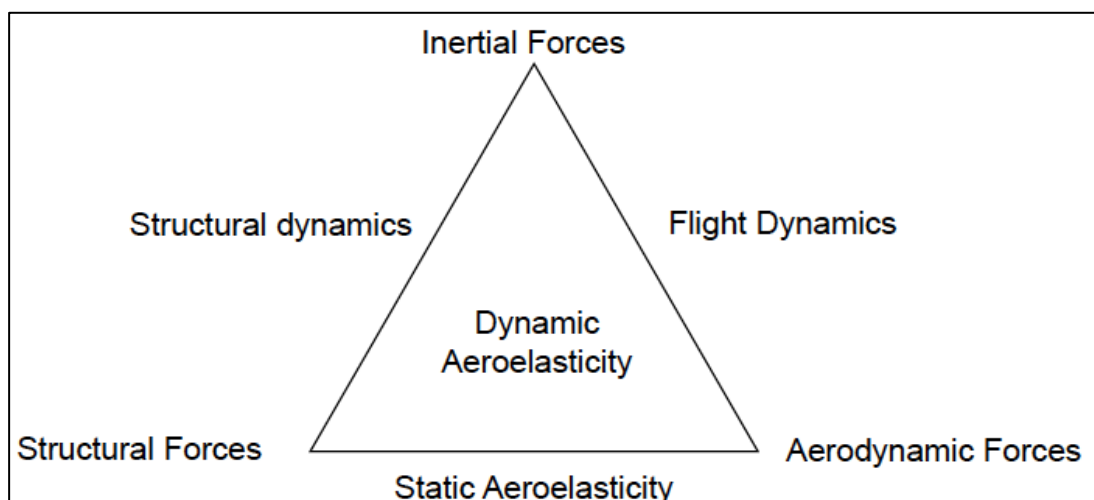 Inertial Forces
Structural dynamics
Flight Dynamics
Dynamic
Aeroelasticity
Structural Forces
Aerodynamic Forces
Static Aeroelasticity